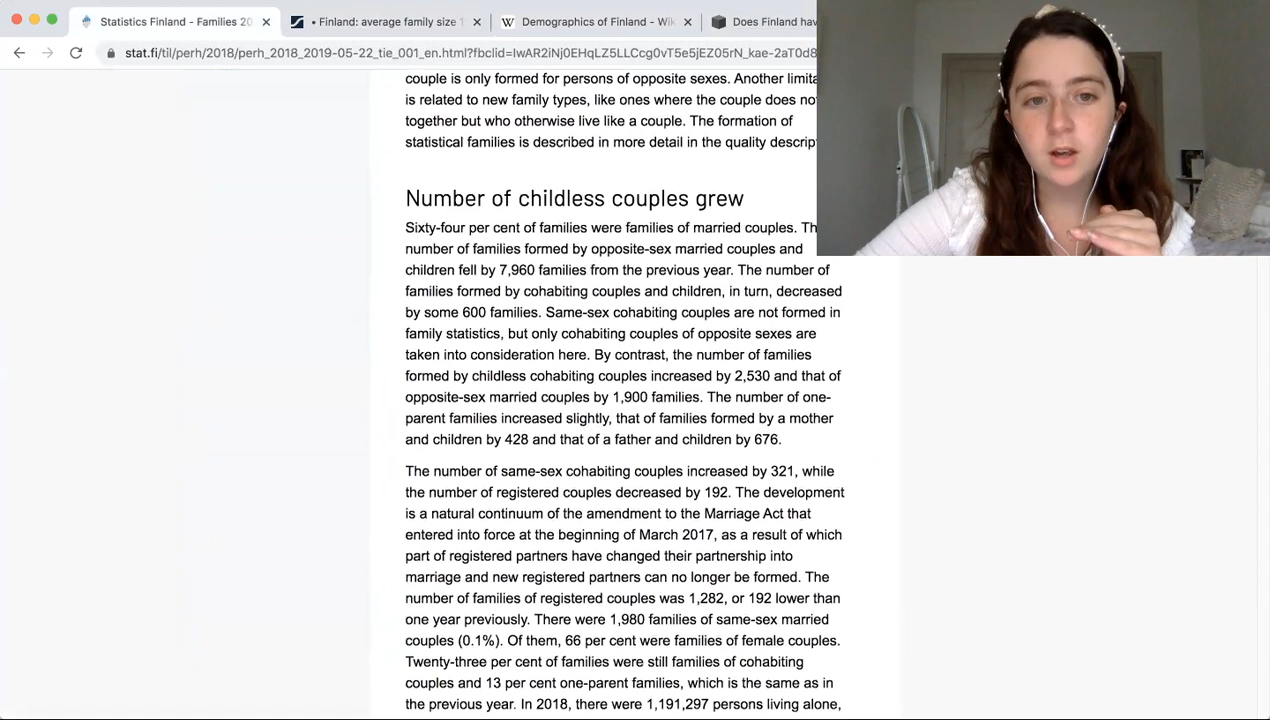 Statistics Finland - Families 20
• Finland: average family size 1
Demographics of Finland - Wik
Does Finland hav
stat.fi/til/perh/2018/perh_2018_2019-05-22_tie_001_en.html?fbclid=
couple is only formed for persons of opposite sexes. Another limita
is related to new family types, like ones where the couple does no
together but who otherwise live like a couple. The formation of
statistical families is described in more detail in the quality descrip
Number of childless couples grew
Sixty-four per cent of families were families of married couples. Th
number of families formed by opposite-sex married couples and
children fell by 7,960 families from the previous year. The number of
families formed by cohabiting couples and children, in turn, decreased
by some 600 families. Same-sex cohabiting couples are not formed in
family statistics, but only cohabiting couples of opposite sexes are
taken into consideration here. By contrast, the number of families
formed by childless cohabiting couples increased by 2,530 and that of
opposite-sex married couples by 1,900 families. The number of one-
parent families increased slightly, that of families formed by a mother
and children by 428 and that of a father and children by 676.
The number of same-sex cohabiting couples increased by 321, while
the number of registered couples decreased by 192. The development
is a natural continuum of the amendment to the Marriage Act that
entered into force at the beginning of March 2017, as a result of which
part of registered partners have changed their partnership into
marriage and new registered partners can no longer be formed. The
number of families of registered couples was 1,282, or 192 lower than
one year previously. There were 1,980 families of same-sex married
couples (0.1%). Of them, 66 per cent were families of female couples.
Twenty-three per cent of families were still families of cohabiting
couples and 13 per cent one-parent families, which is the same as in
the previous year. In 2018, there were 1,191,297 persons living alone,